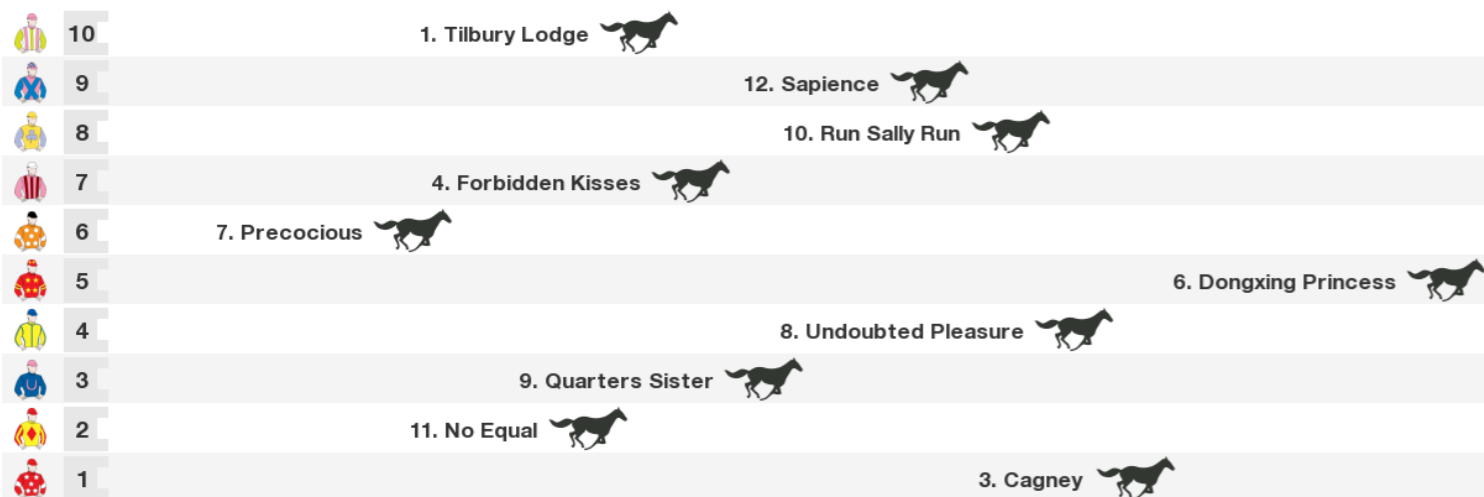 10 1. Tilbury Lodge
9 12. Sapience
8 10. Run Sally Run
7 4. Forbidden Kisses
6 7. Precocious
5 6. Dongxing Princess
4 8. Undoubted Pleasure
3 9. Quarters Sister
2 11. No Equal
1 3. Cagney